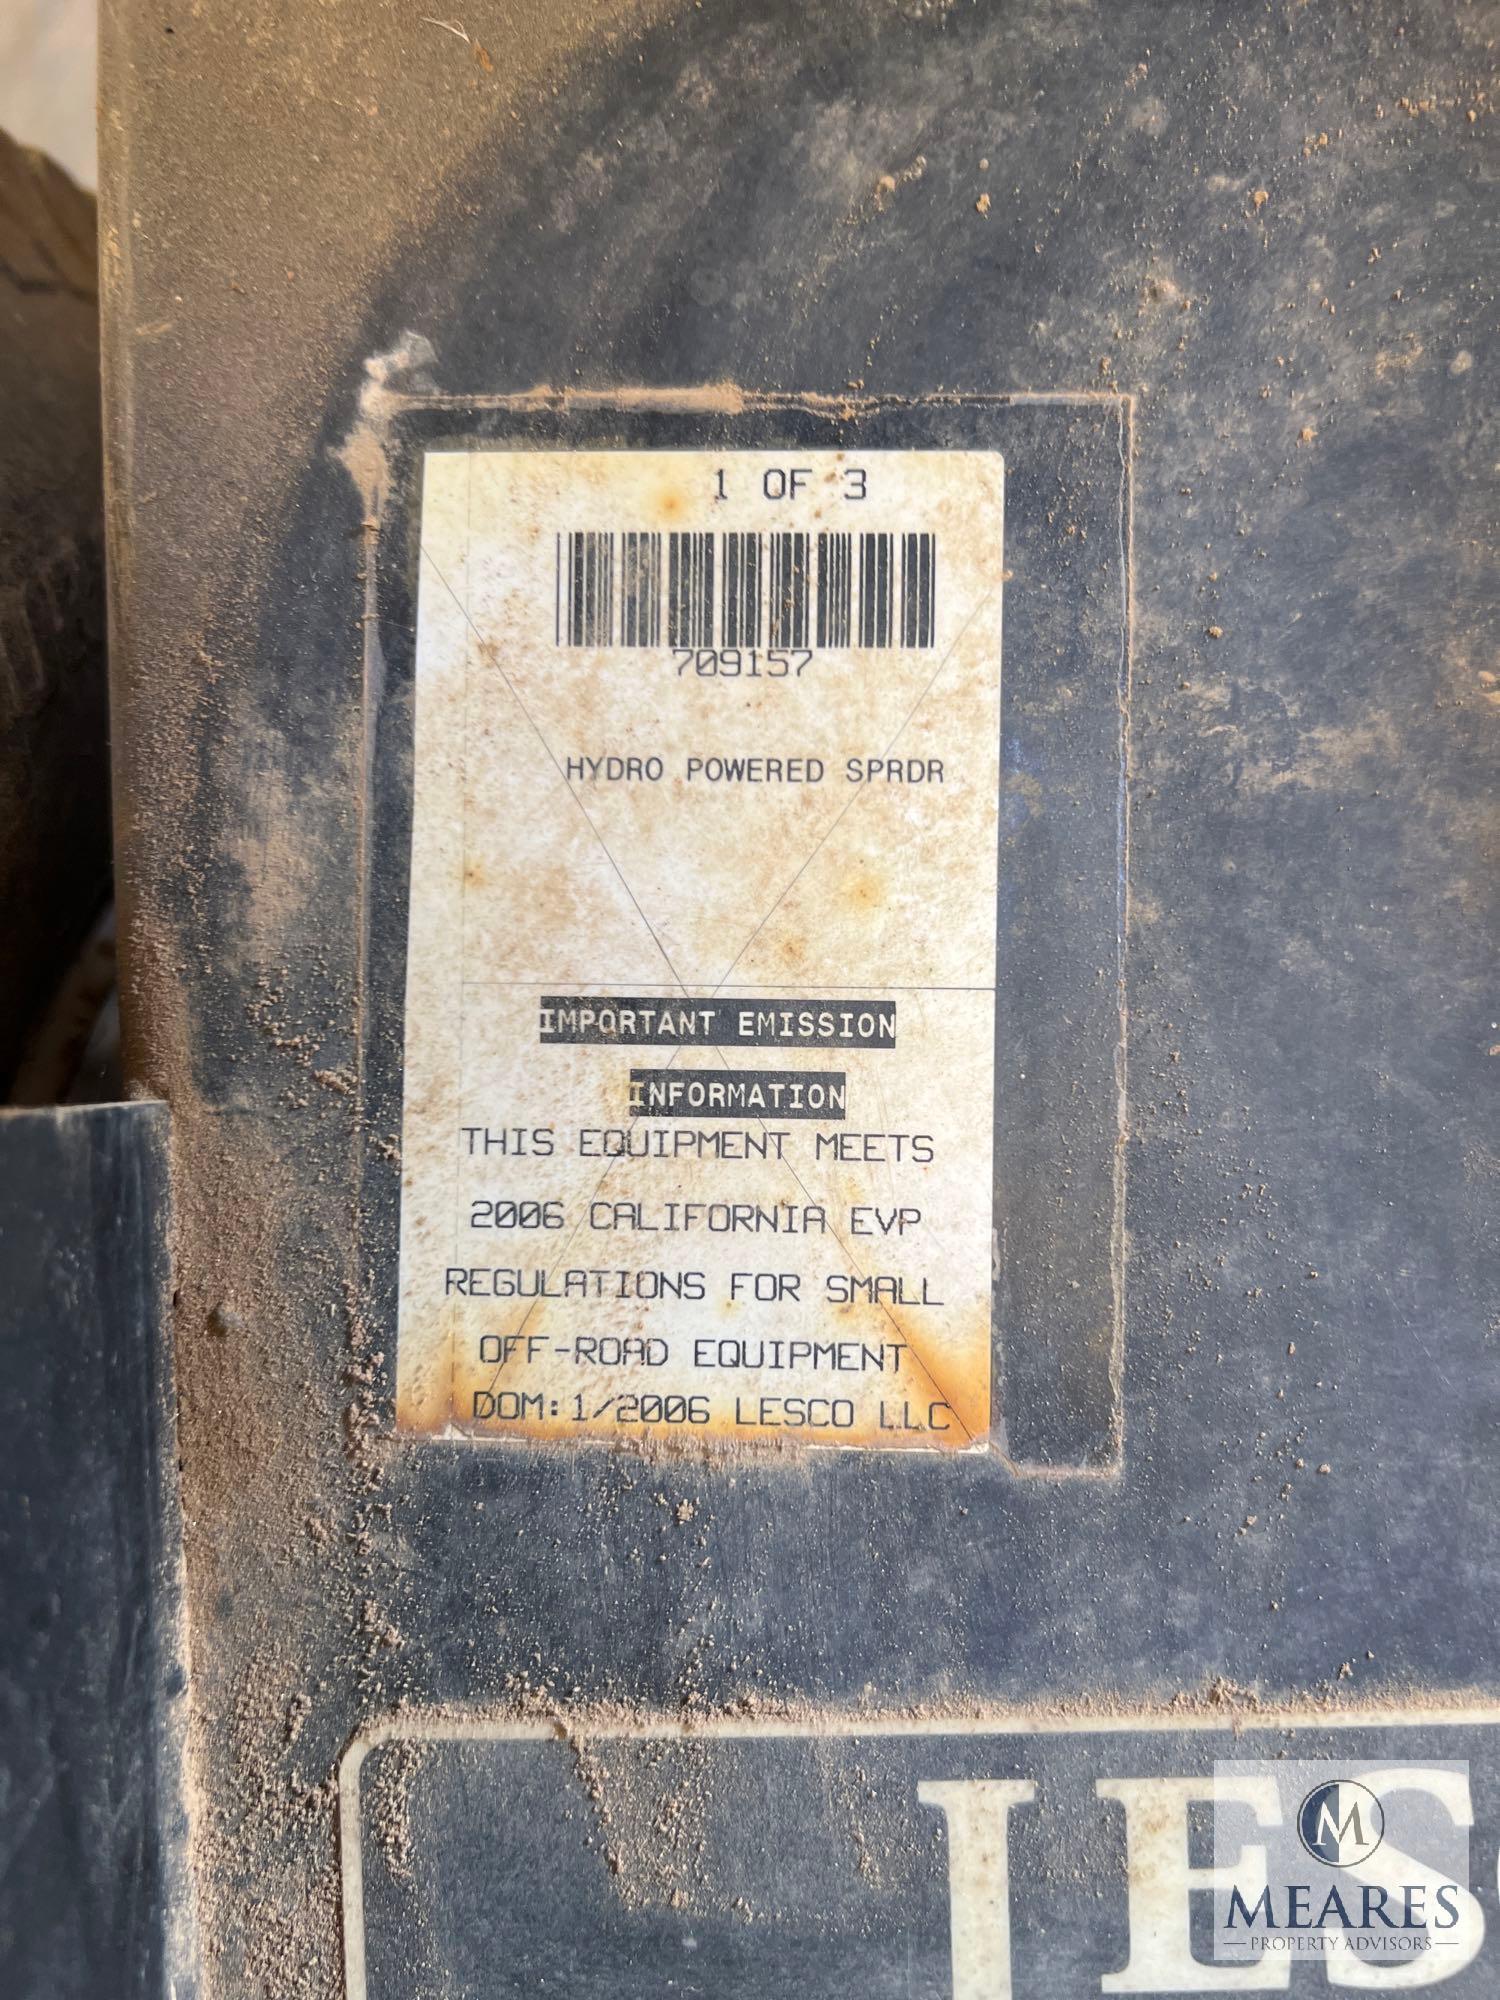 1 OF 3
709157
HYDRO POWERED SPRDR
IMPORTANT EMISSION
INFORMATION
THIS EQUIPMENT MEETS
2006 CALIFORNIA EVP
REGULATIONS FOR SMALL
OFF-ROAD EQUIPMENT
DOM:1/2006 LESCO LLC
LESC
M
MEARES
PROPERTY ADVISORS